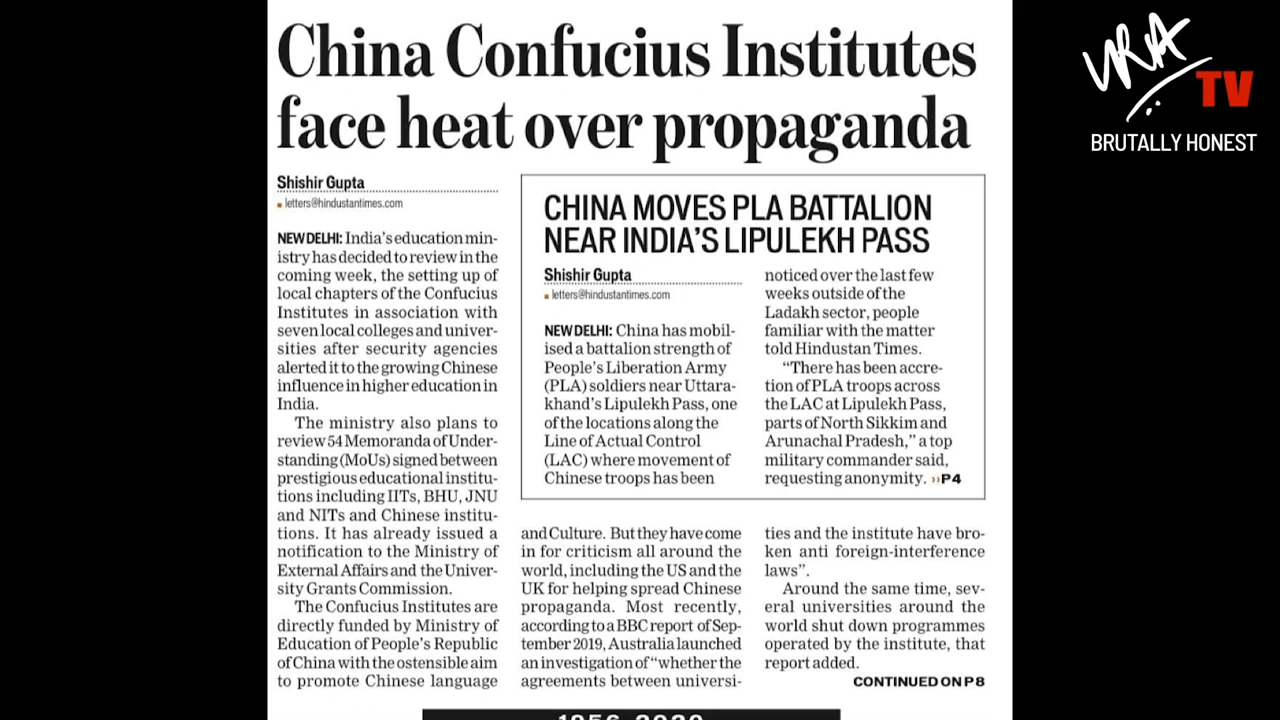 China Confucius Institutes
face heat over propaganda
Shishir Gupta
letters@hindustantimes.com
NEW DELHI: India's education min-
istry has decided to review in the
coming week, the setting up of
local chapters of the Confucius
Institutes in association with
seven local colleges and univer-
sities after security agencies
alerted it to the growing Chinese
influence in higher education in
India.
The ministry also plans to
review 54 Memoranda of Under-
standing (MoUs) signed between
prestigious educational institu-
tions including IITs, BHU, JNU
and NITs and Chinese institu-
tions. It has already issued a
notification to the Ministry of
External Affairs and the Univer-
sity Grants Commission.
The Confucius Institutes are
directly funded by Ministry of
Education of People's Republic
of China with the ostensible aim
to promote Chinese language
CHINA MOVES PLA BATTALION
NEAR INDIA'S LIPULEKH PASS
Shishir Gupta
letters@hindustantimes.com
NEW DELHI: China has mobil-
ised a battalion strength of
People's Liberation Army
(PLA) soldiers near Uttara-
khand's Lipulekh Pass, one
of the locations along the
Line of Actual Control
(LAC) where movement of
Chinese troops has been
noticed over the last few
weeks outside of the
Ladakh sector, people
familiar with the matter
told Hindustan Times.
"There has been accre-
tion of PLA troops across
the LAC at Lipulekh Pass,
parts of North Sikkim and
Arunachal Pradesh," a top
military commander said,
requesting anonymity. ››P4
and Culture. But they have come
in for criticism all around the
world, including the US and the
UK for helping spread Chinese
propaganda. Most recently,
according to a BBC report of Sep-
tember 2019, Australia launched
an investigation of "whether the
agreements between universi-
ties and the institute have bro-
ken anti foreign-interference
laws".
Around the same time, sev-
eral universities around the
world shut down programmes
operated by the institute, that
report added.
CONTINUED ON P8
1956-2020
TV
BRUTALLY HONEST